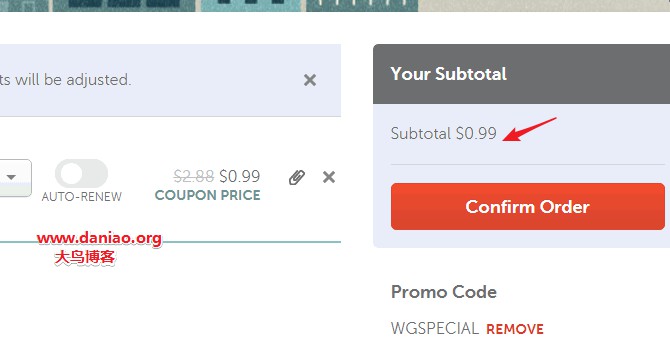 ts will be adjusted.
$2.88 $0.99
AUTO-RENEW
COUPON PRICE
www.daniao.org
大鸟博客
Your Subtotal
Subtotal $0.99
Confirm Order
Promo Code
WGSPECIAL REMOVE